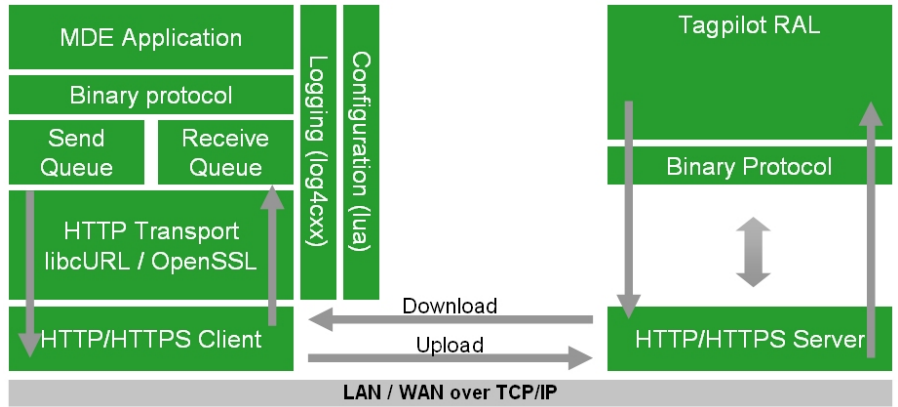 MDE Application
Binary protocol
Send
Queue
Receive
Queue
HTTP Transport
libcURL / OpenSSL
HTTP/HTTPS Client
Logging (log4cxx)
Configuration (lua)
Download
Upload
Tagpilot RAL
Binary Protocol
HTTP/HTTPS Server
LAN / WAN over TCP/IP